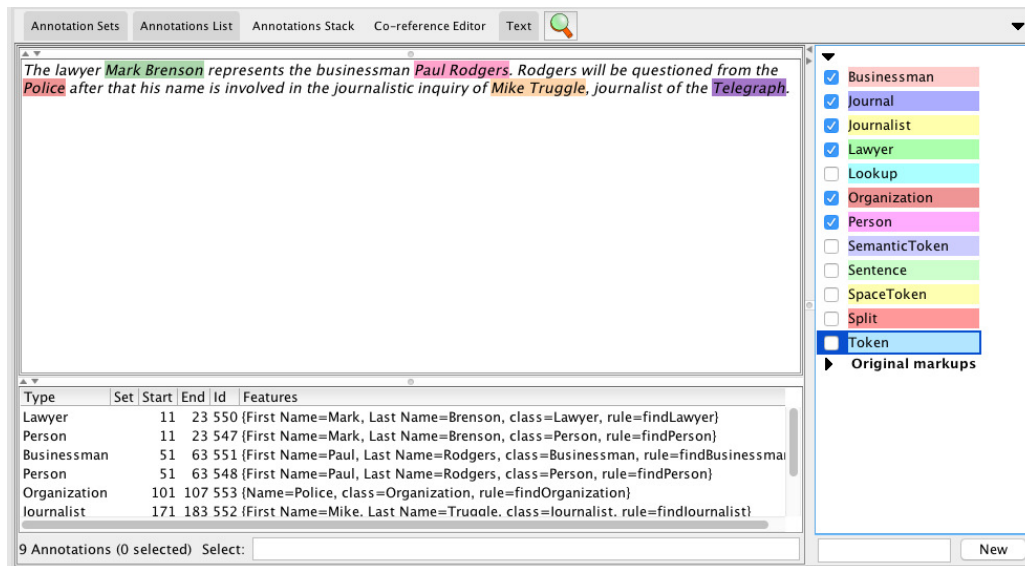 Annotation Sets Annotations List Annotations Stack Co-reference Editor Text
The lawyer Mark Brenson represents the businessman Paul Rodgers. Rodgers will be questioned from the
Police after that his name is involved in the journalistic inquiry of Mike Truggle, journalist of the Telegraph.
Businessman
Journal
Journalist
Lawyer
Lookup
Organization
Person
SemanticToken
Sentence
SpaceToken
Split
Token
Original markups
Type Set Start End Id Features
Lawyer 11 23 550 {First Name=Mark, Last Name=Brenson, class=Lawyer, rule=findLawyer}
Person 11 23 547 {First Name=Mark, Last Name=Brenson, class=Person, rule=findPerson}
Businessman 51 63 551 {First Name=Paul, Last Name=Rodgers, class=Businessman, rule=findBusinessma
Person 51 63 548 {First Name=Paul, Last Name=Rodgers, class=Person, rule=findPerson}
Organization 101 107 553 {Name=Police, class=Organization, rule=findOrganization}
Journalist 171 183 552 {First Name=Mike, Last Name=Truggle, class=Journalist, rule=findJournalist}
9 Annotations (0 selected) Select:
New